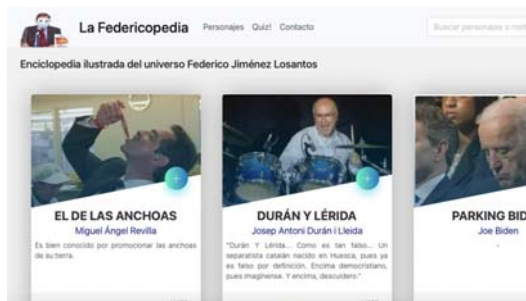 La Federicopedia
Personajes Quiz! Contacto
Buscar personajes o mot
Enciclopedia ilustrada del universo Federico Jiménez Losantos
EL DE LAS ANCHOAS
Miguel Ángel Revilla
Es bien conocido por promocionar las anchoas
de su tierra.
DURÁN Y LÉRIDA
Josep Antoni Durán i Lleida
"Durán Y Lérida... Como es tan falso... Un
separatista catalán nacido en Huesca, pues ya
es falso por definición. Encima democristiano,
pues imagínense. Y encima, descuidero."
PARKING BID
Joe Biden
-